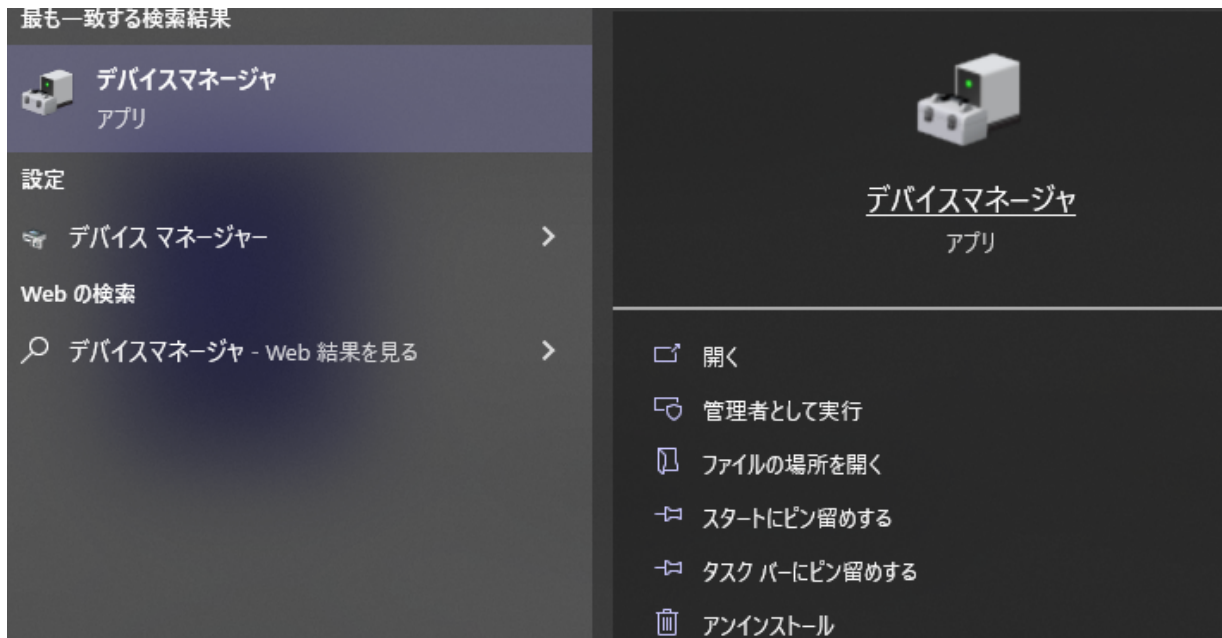 最も一致する検索結果
デバイスマネージャ
アプリ
設定
デバイス マネージャー
Web の検索
デバイスマネージャ - Web 結果を見る
デバイスマネージャ
アプリ
開く
管理者として実行
ファイルの場所を開く
スタートにピン留めする
タスク バーにピン留めする
アンインストール